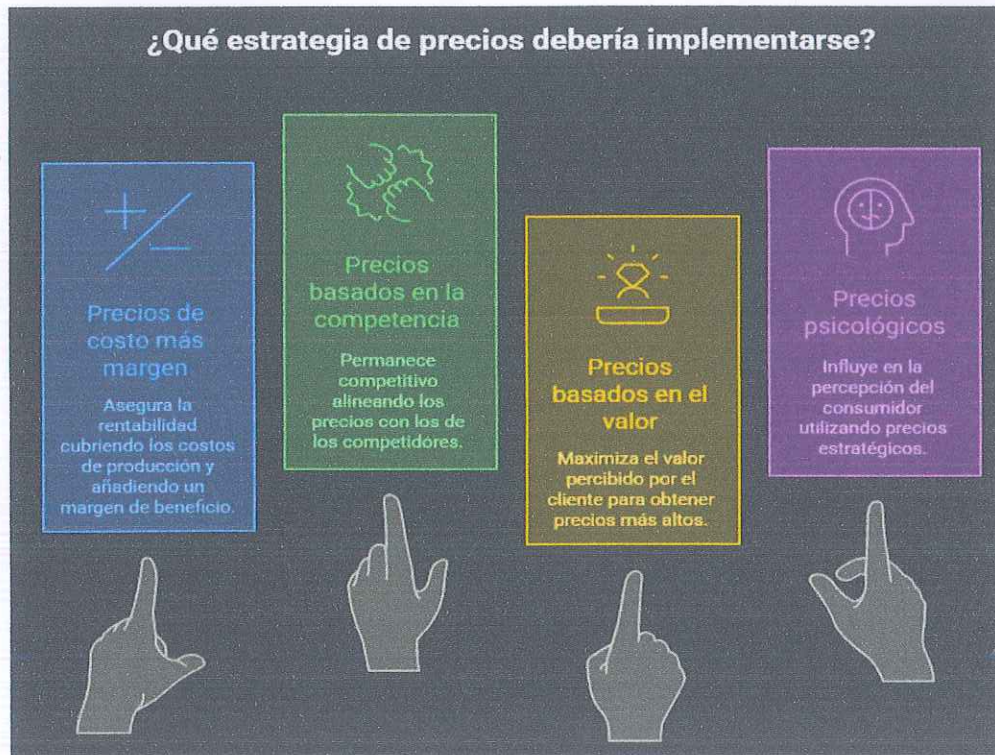 ¿Qué estrategia de precios debería implementarse?
Precios de
costo más
margen
Asegura la
rentabilidad
cubriendo los costos
de producción y
añadiendo un
margen de beneficio.
Precios
basados en la
competencia
Permanece
competitivo
alineando los
precios con los de
los competidores.
Precios
basados en el
valor
Maximiza el valor
percibido por el
cliente para obtener
precios más altos.
Precios
psicológicos
Influye en la
percepción del
consumidor
utilizando precios
estratégicos.